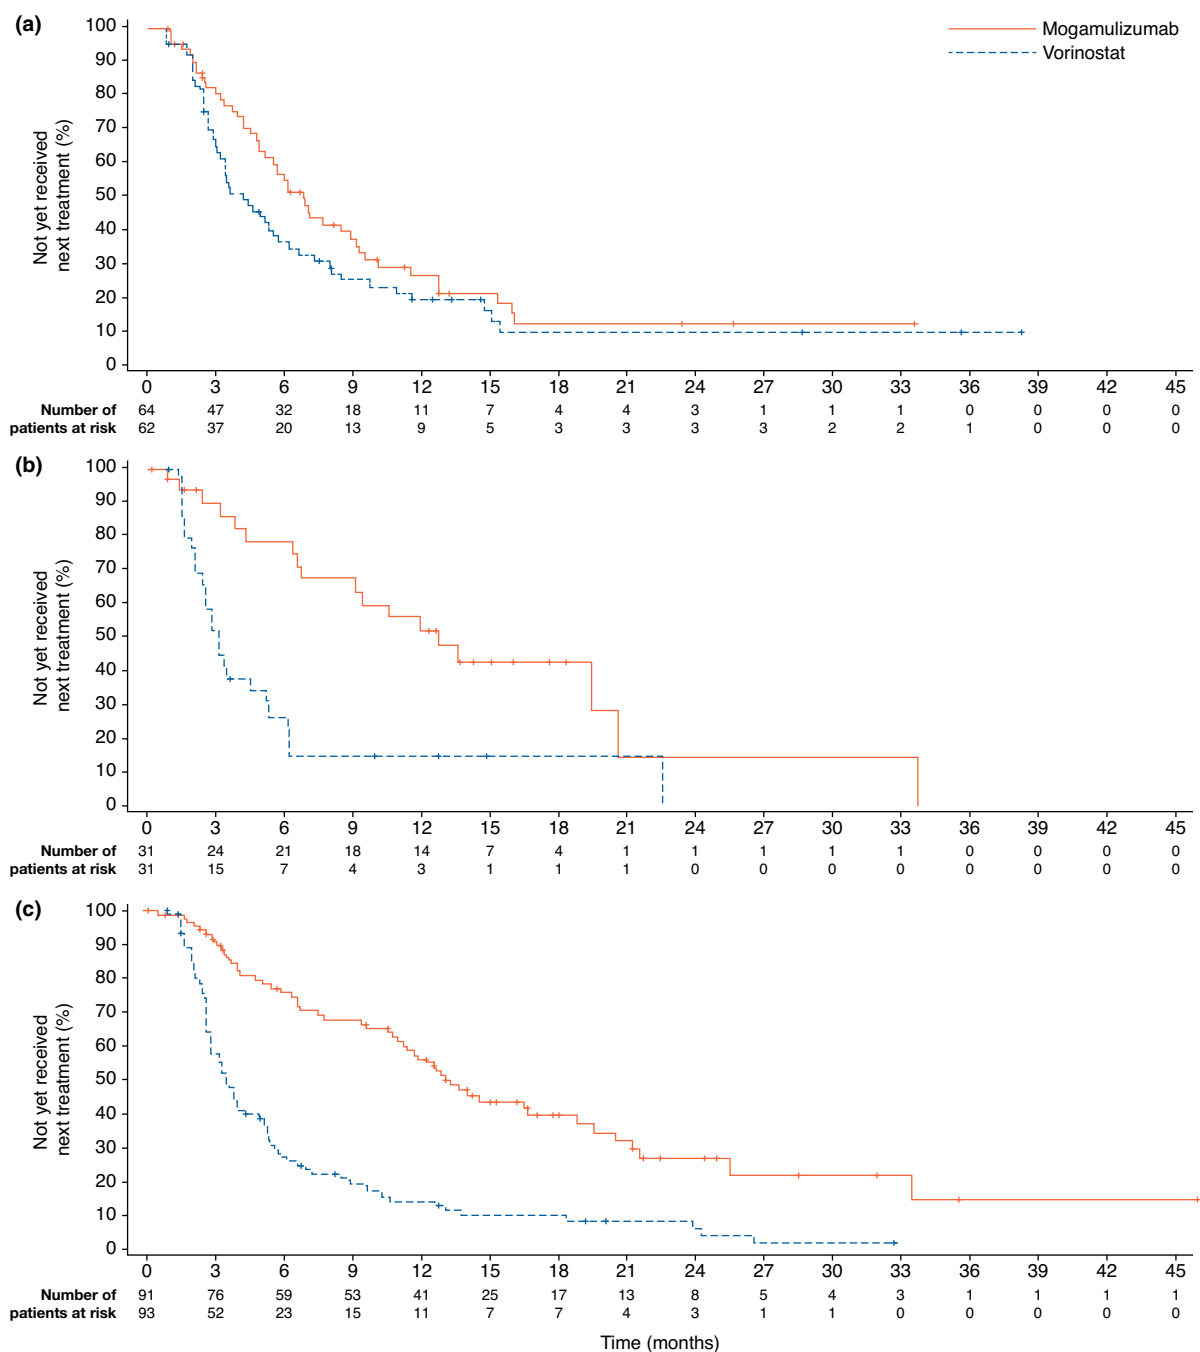 (a)
Mogamulizumab
Vorinostat
Not yet received
next treatment (%)
100
90
80
70
60
50
40
30
20
10
0
0 3 6 9 12 15 18 21 24 27 30 33 36 39 42 45
Number of 64 47 32 18 11 7 4 4 3 1 1 1 0 0 0 0
patients at risk 62 37 20 13 9 5 3 3 3 3 2 2 1 0 0 0
(b)
Not yet received
next treatment (%)
100
90
80
70
60
50
40
30
20
10
0
0 3 6 9 12 15 18 21 24 27 30 33 36 39 42 45
Number of 31 24 21 18 14 7 4 1 1 1 1 1 0 0 0 0
patients at risk 31 15 7 4 3 1 1 1 0 0 0 0 0 0 0 0
(c)
Not yet received
next treatment (%)
100
90
80
70
60
50
40
30
20
10
0
0 3 6 9 12 15 18 21 24 27 30 33 36 39 42 45
Number of 91 76 59 53 41 25 17 13 8 5 4 3 1 1 1 1
patients at risk 93 52 23 15 11 7 7 4 3 1 1 0 0 0 0 0
Time (months)